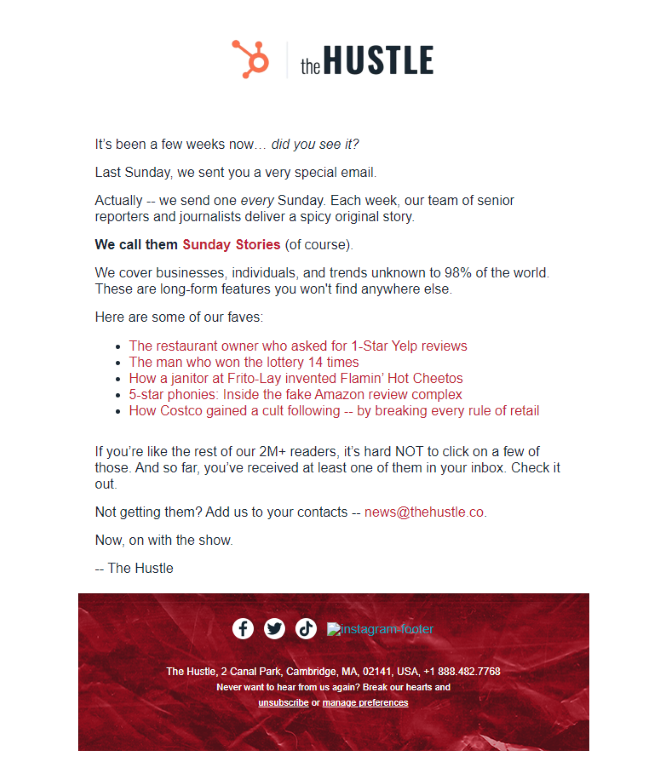 the HUSTLE
It's been a few weeks now… did you see it?
Last Sunday, we sent you a very special email.
Actually -- we send one every Sunday. Each week, our team of senior
reporters and journalists deliver a spicy original story.
We call them Sunday Stories (of course).
We cover businesses, individuals, and trends unknown to 98% of the world.
These are long-form features you won't find anywhere else.
Here are some of our faves:
• The restaurant owner who asked for 1-Star Yelp reviews
• The man who won the lottery 14 times
• How a janitor at Frito-Lay invented Flamin' Hot Cheetos
• 5-star phonies: Inside the fake Amazon review complex
• How Costco gained a cult following -- by breaking every rule of retail
If you're like the rest of our 2M+ readers, it's hard NOT to click on a few of
those. And so far, you've received at least one of them in your inbox. Check it
out.
Not getting them? Add us to your contacts -- news@thehustle.co.
Now, on with the show.
-- The Hustle
instagram-footer
The Hustle, 2 Canal Park, Cambridge, MA, 02141, USA, +1 888.482.7768
Never want to hear from us again? Break our hearts and
unsubscribe or manage preferences